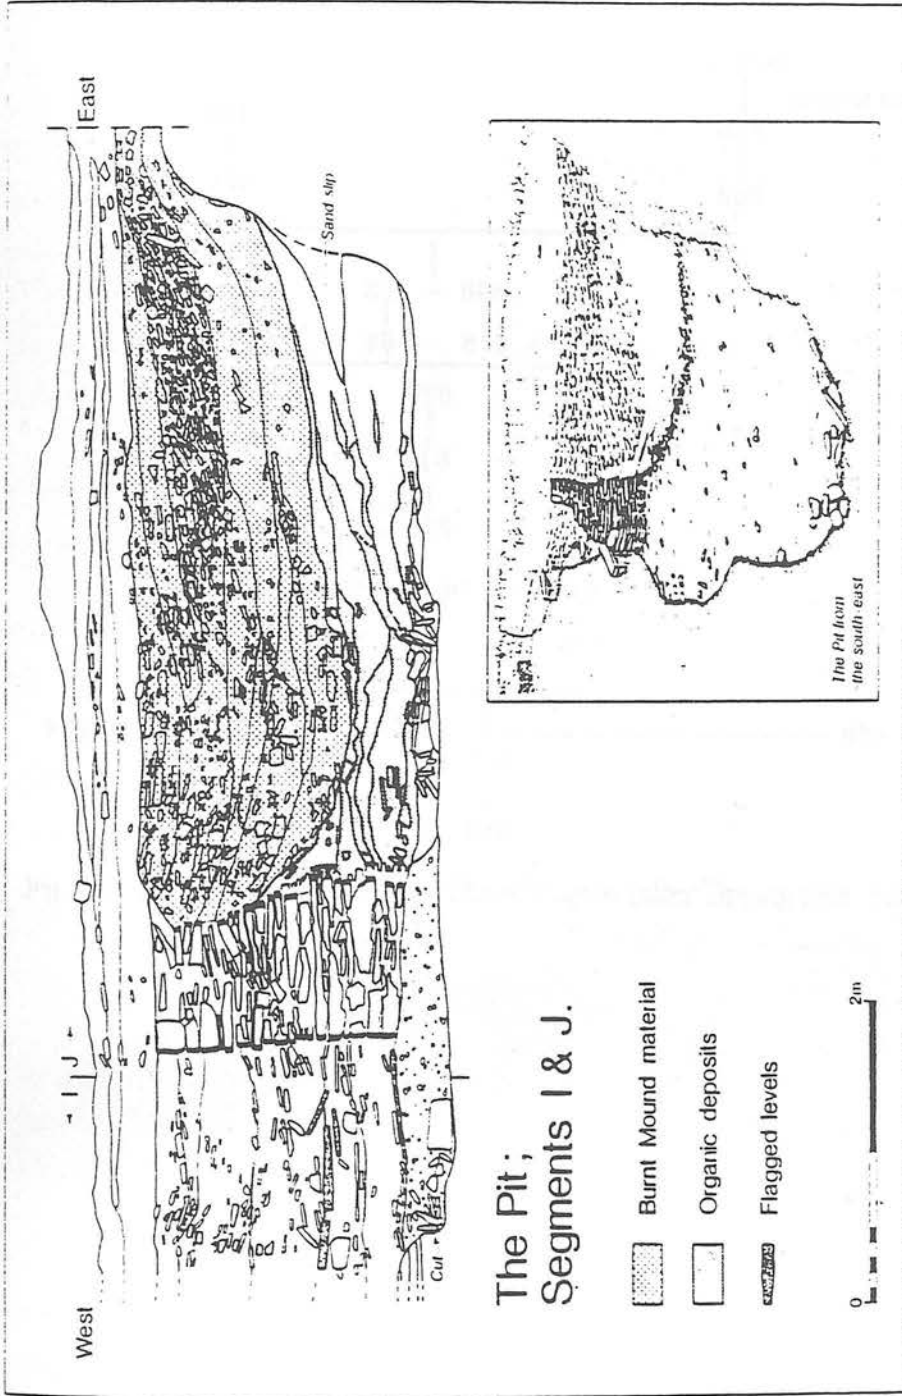 West
East
I
J
Sand slip
Cut
The Pit ;
Segments I & J.
Burnt Mound material
Organic deposits
Flagged levels
0
2m
The Pit from
the south-east